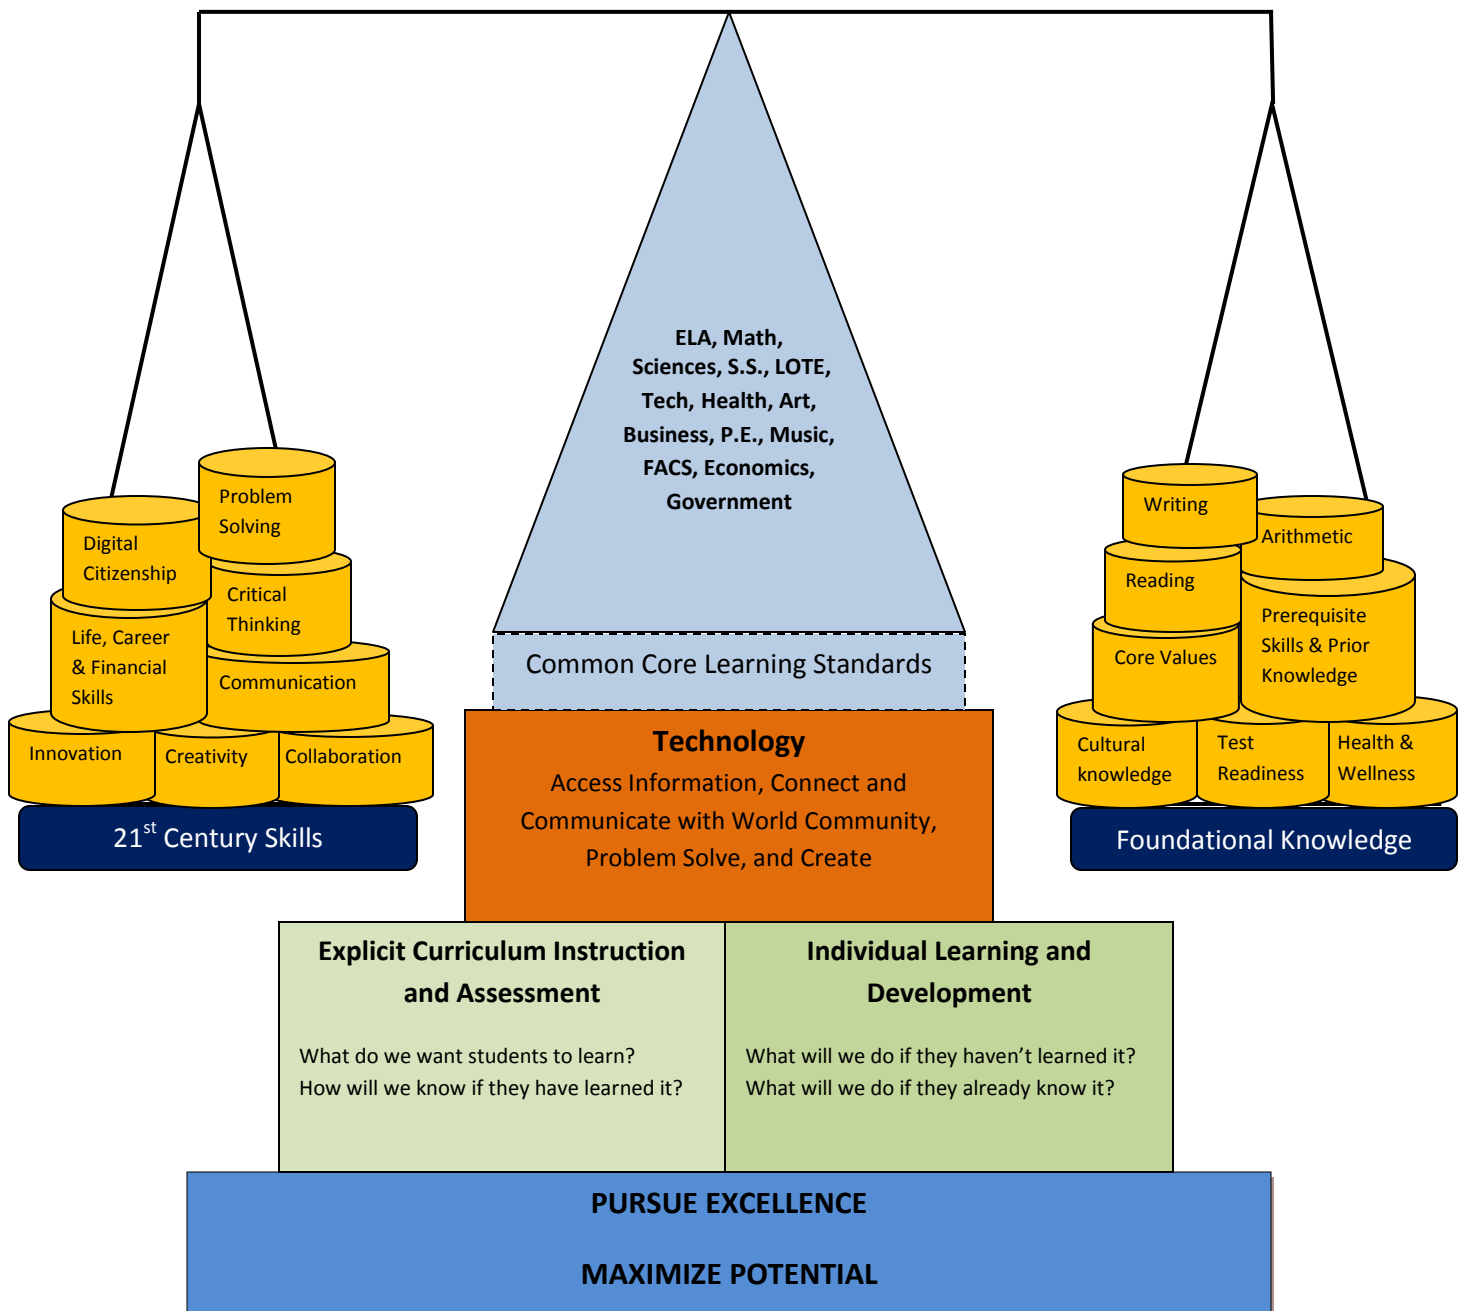 ELA, Math,
Sciences, S.S., LOTE,
Tech, Health, Art,
Business, P.E., Music,
FACS, Economics,
Government
Problem
Solving
Digital
Citizenship
Critical
Thinking
Life, Career
& Financial
Skills
Communication
Innovation
Creativity
Collaboration
21st Century Skills
Writing
Arithmetic
Reading
Prerequisite
Skills & Prior
Knowledge
Core Values
Cultural
knowledge
Test
Readiness
Health &
Wellness
Foundational Knowledge
Common Core Learning Standards
Technology
Access Information, Connect and
Communicate with World Community,
Problem Solve, and Create
Explicit Curriculum Instruction
and Assessment
What do we want students to learn?
How will we know if they have learned it?
Individual Learning and
Development
What will we do if they haven’t learned it?
What will we do if they already know it?
PURSUE EXCELLENCE
MAXIMIZE POTENTIAL